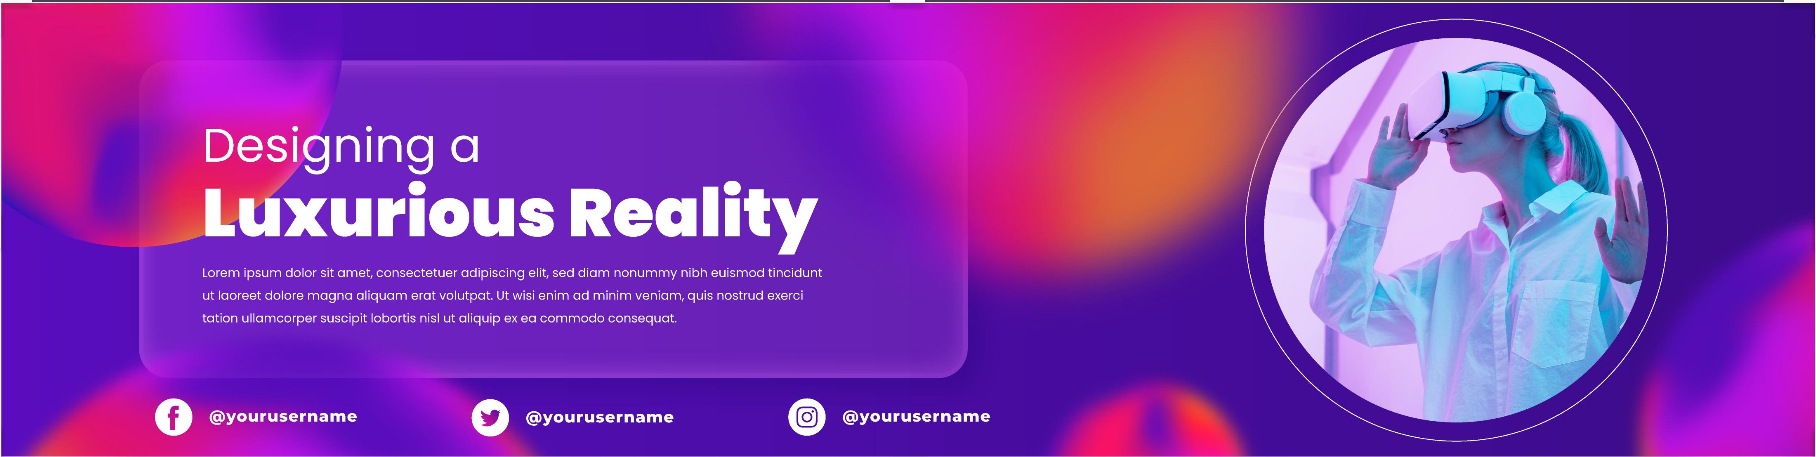 Designing a
Luxurious Reality
Lorem ipsum dolor sit amet, consectetuer adipiscing elit, sed diam nonummy nibh euismod tincidunt
ut laoreet dolore magna aliquam erat volutpat. Ut wisi enim ad minim veniam, quis nostrud exerci
tation ullamcorper suscipit lobortis nisl ut aliquip ex ea commodo consequat.
@yourusername @yourusername @yourusername